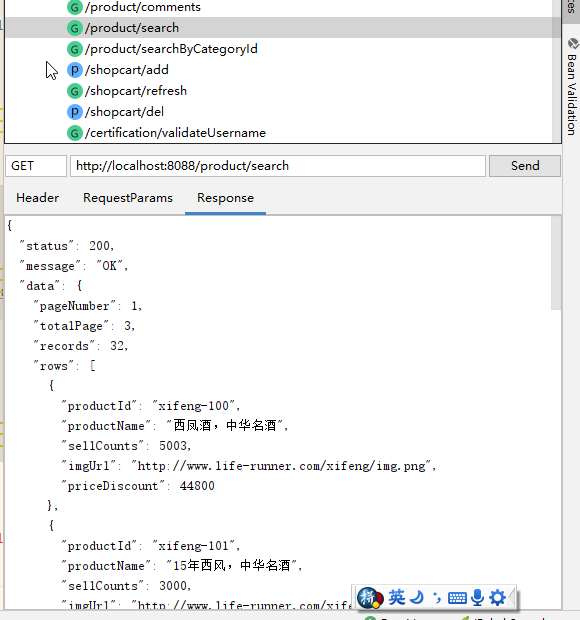 /product/comments
/product/search
/product/searchByCategoryId
/shopcart/add
/shopcart/refresh
/shopcart/del
/certification/validateUsername
Bean Validation
GET http://localhost:8088/product/search Send
Header RequestParams Response
{
"status": 200,
"message": "OK",
"data": {
"pageNumber": 1,
"totalPage": 3,
"records": 32,
"rows": [
{
"productId": "xifeng-100",
"productName": "西凤酒，中华名酒",
"sellCounts": 5003,
"imgUrl": "http://www.life-runner.com/xifeng/img.png",
"priceDiscount": 44800
},
{
"productId": "xifeng-101",
"productName": "15年西风，中华名酒",
"sellCounts": 3000,
"imgUrl": "http://www.life-runner.com/xife
英